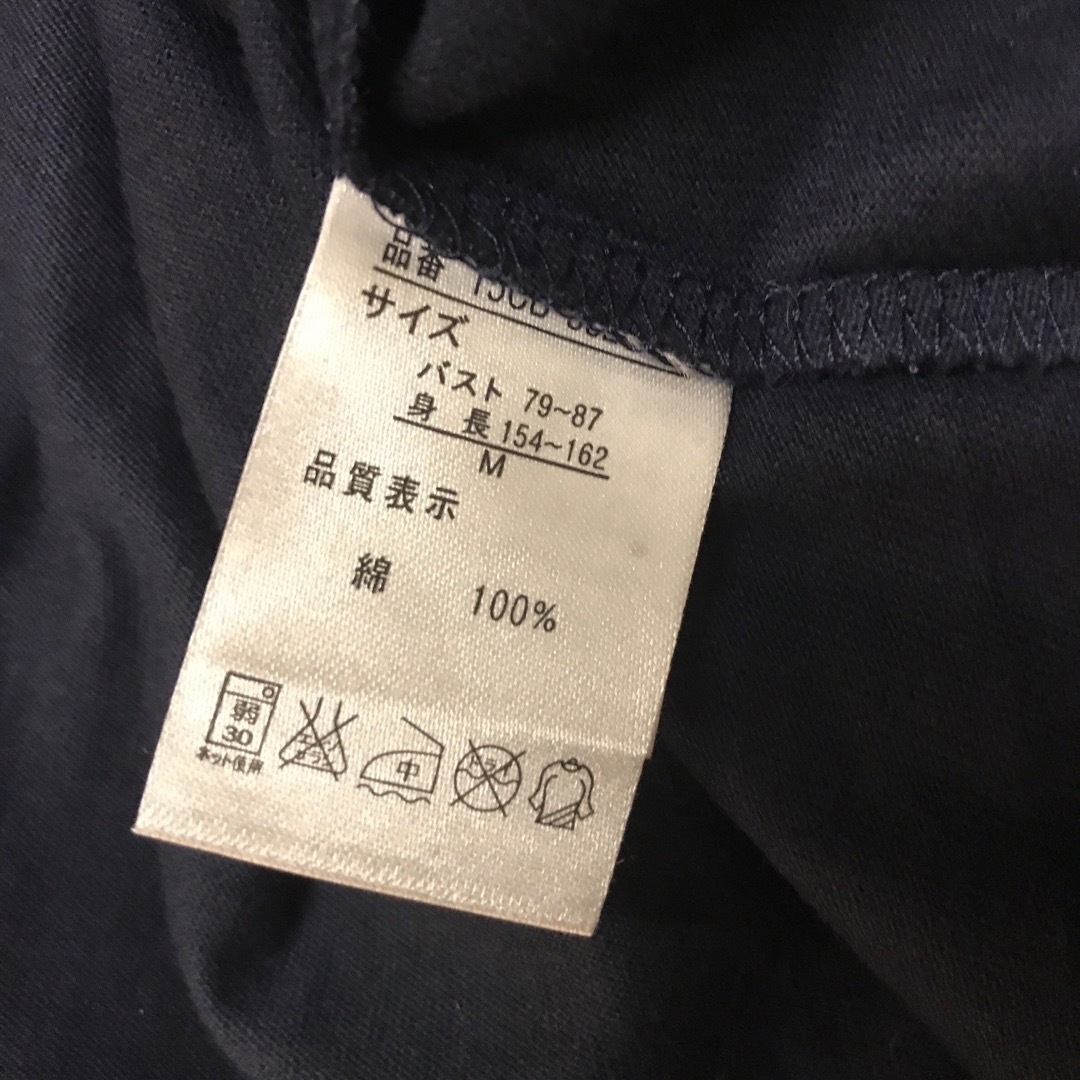 品番
サイズ
バスト 79~87
身長 154~162
M
品質表示
綿 100%
弱
30
ネット使用
中